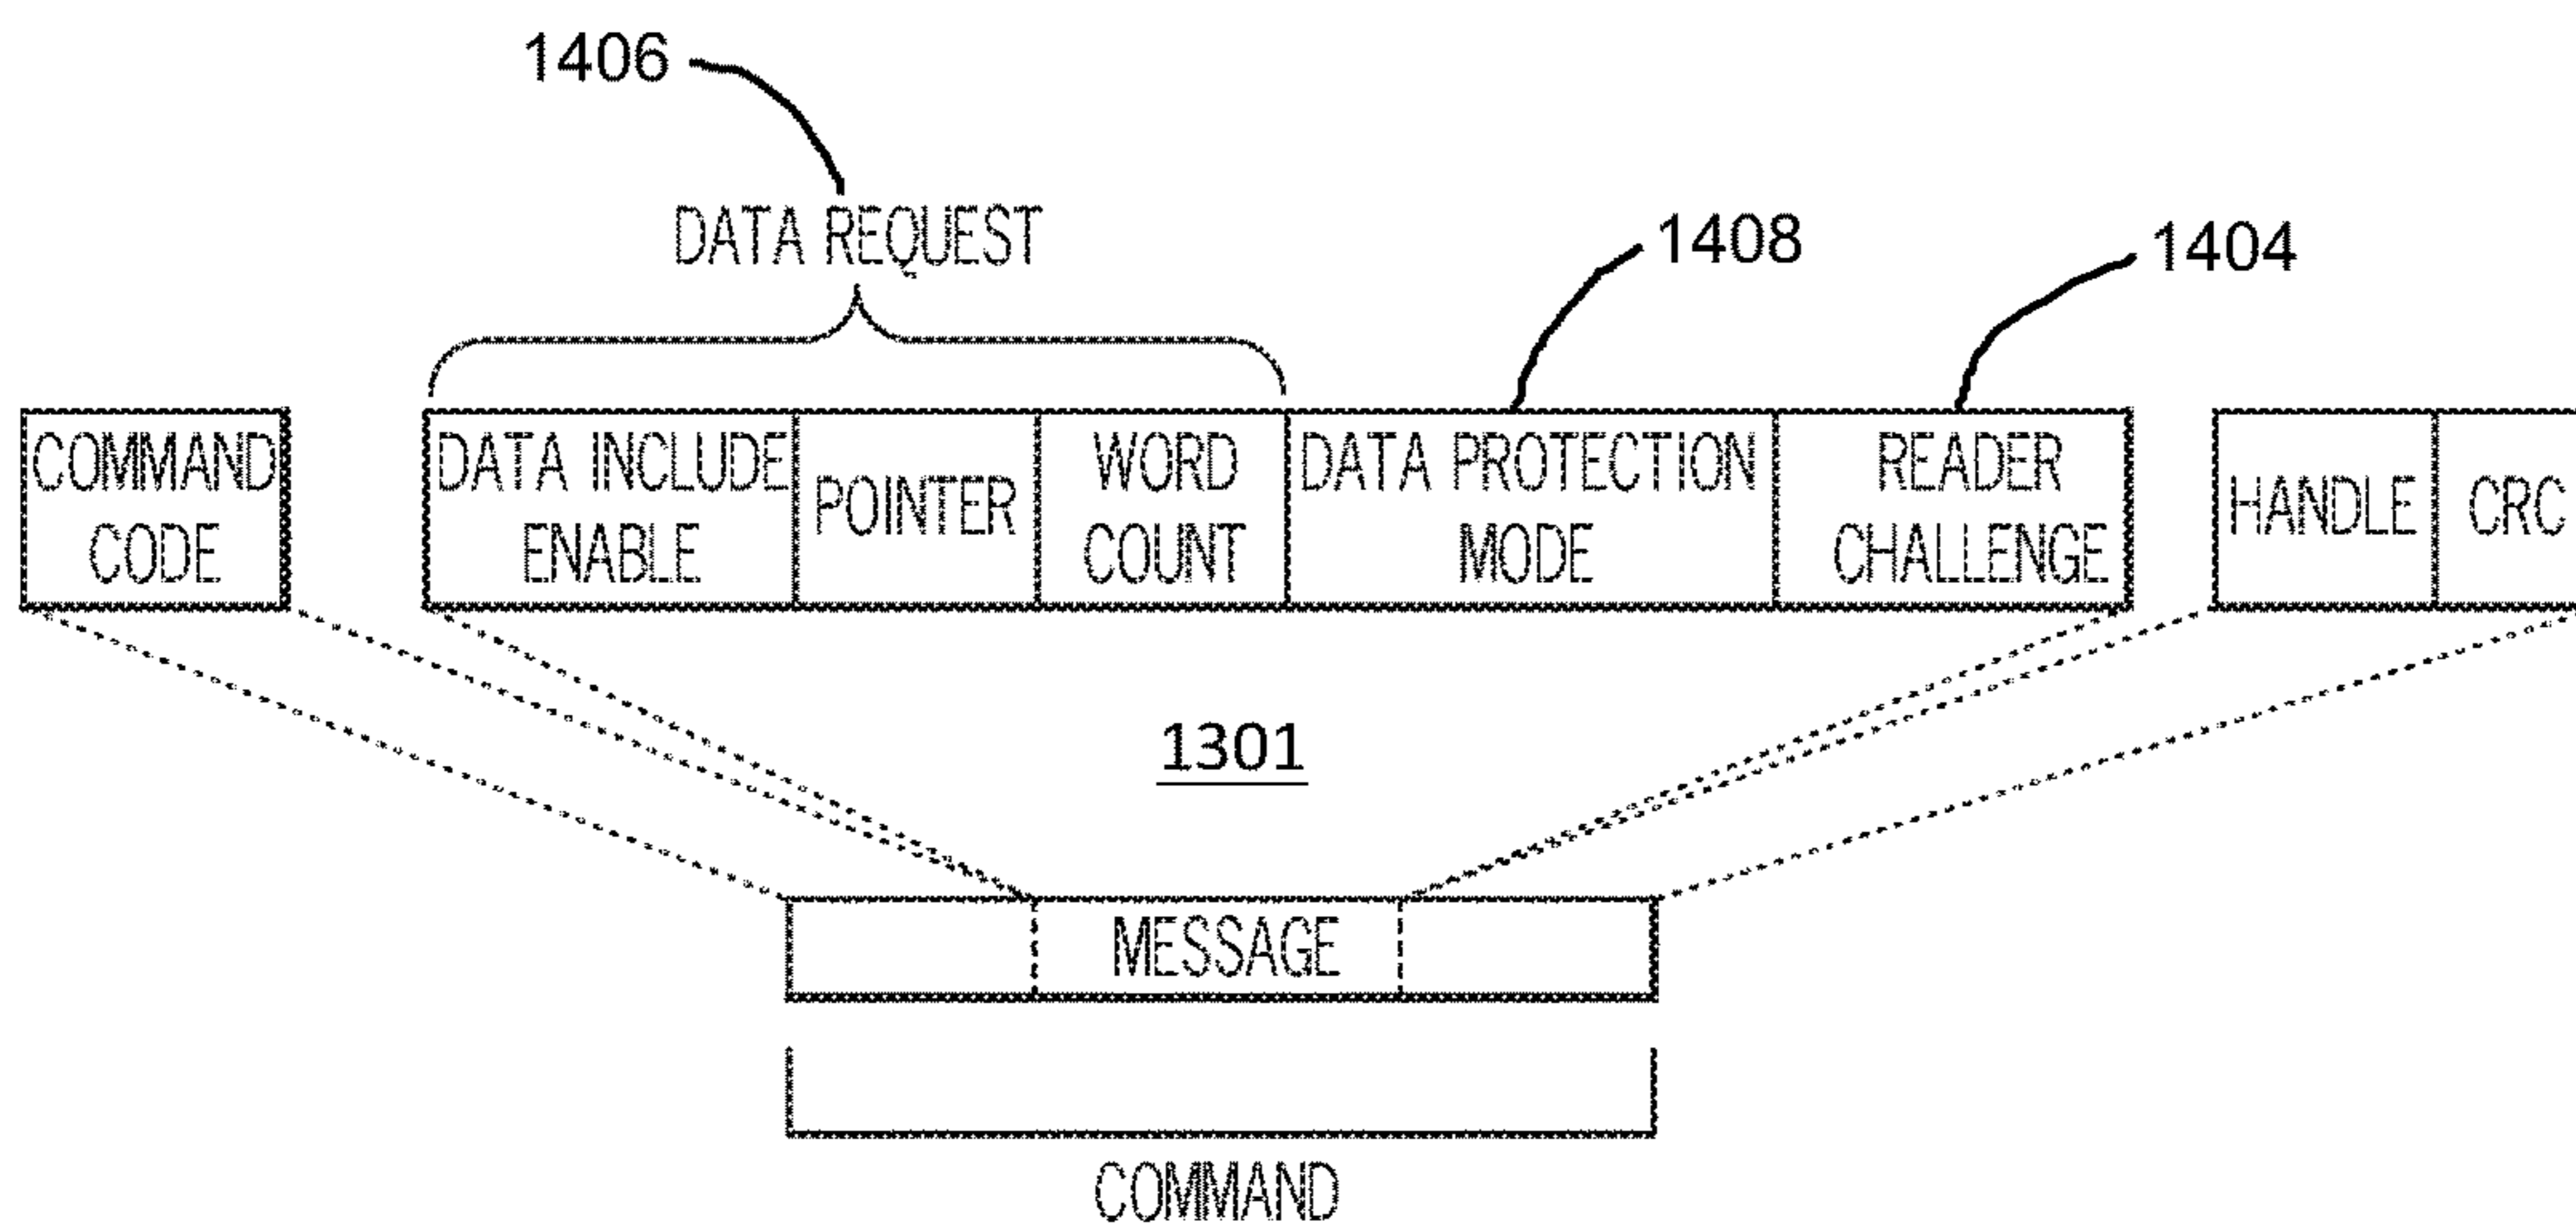 1406
DATA REQUEST
1408
1404
COMMAND
CODE
DATA INCLUDE
ENABLE
POINTER
WORD
COUNT
DATA PROTECTION
MODE
READER
CHALLENGE
HANDLE
CRC
1301
MESSAGE
COMMAND